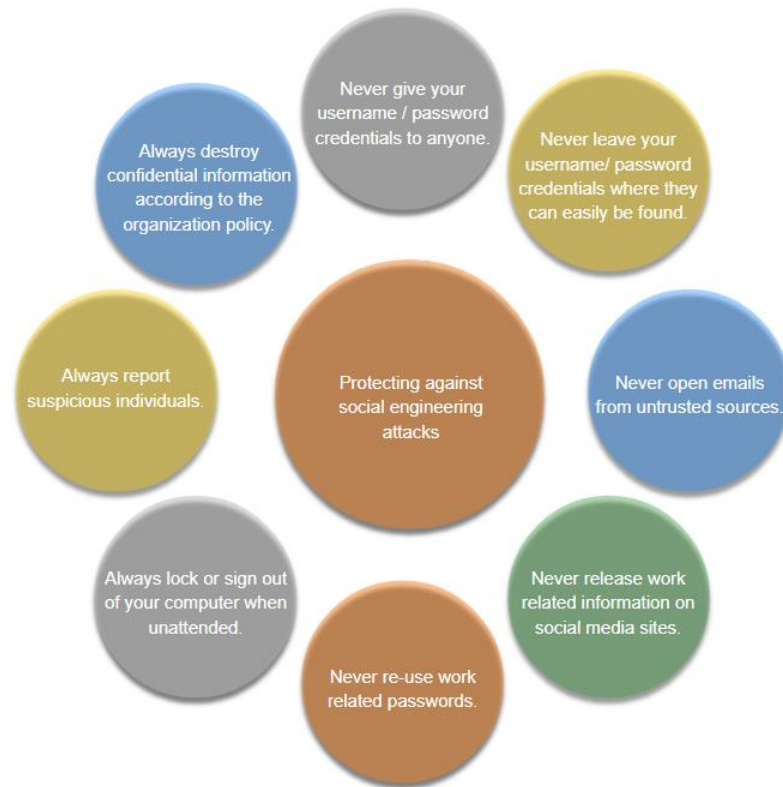 Never give your
username / password
credentials to anyone.
Never leave your
username/ password
credentials where they
can easily be found.
Never open emails
from untrusted sources.
Never release work
related information on
social media sites.
Never re-use work
related passwords.
Always lock or sign out
of your computer when
unattended.
Always report
suspicious individuals.
Always destroy
confidential information
according to the
organization policy.
Protecting against
social engineering
attacks